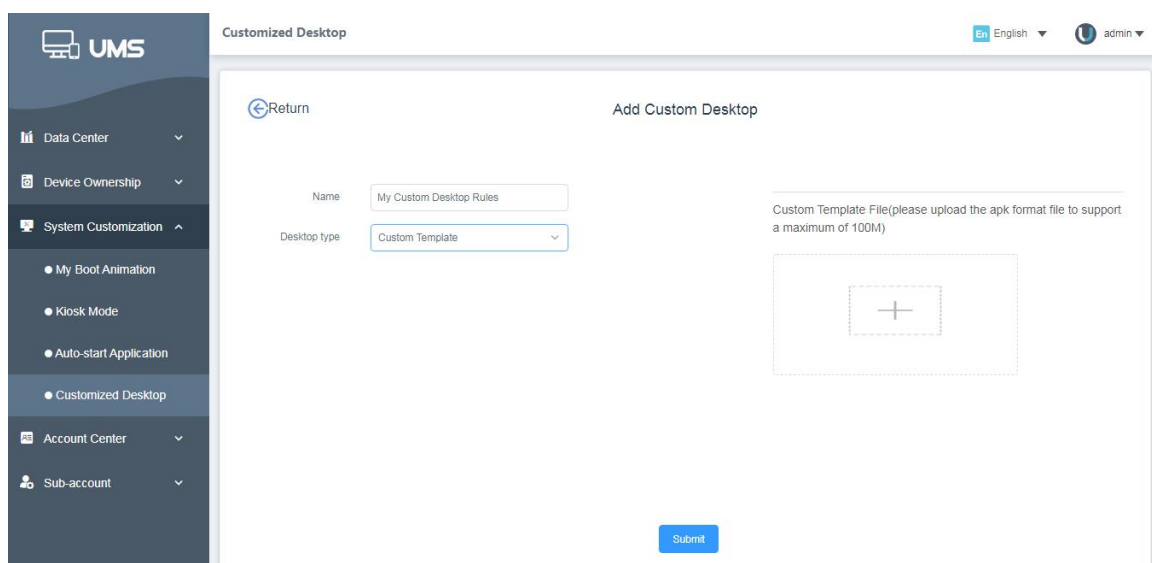 UMS
Customized Desktop
En English
admin
Return
Add Custom Desktop
Data Center
Device Ownership
System Customization
My Boot Animation
Kiosk Mode
Auto-start Application
Customized Desktop
Account Center
Sub-account
Name
My Custom Desktop Rules
Desktop type
Custom Template
Custom Template File(please upload the apk format file to support
a maximum of 100M)
Submit